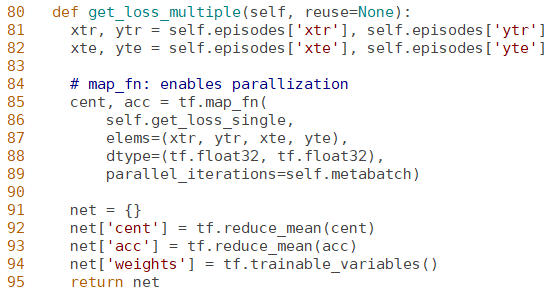 80   def get_loss_multiple(self, reuse=None):
81     xtr, ytr = self.episodes['xtr'], self.episodes['ytr']
82     xte, yte = self.episodes['xte'], self.episodes['yte']
83
84     # map_fn: enables parallization
85     cent, acc = tf.map_fn(
86         self.get_loss_single,
87         elems=(xtr, ytr, xte, yte),
88         dtype=(tf.float32, tf.float32),
89         parallel_iterations=self.metabatch)
90
91     net = {}
92     net['cent'] = tf.reduce_mean(cent)
93     net['acc'] = tf.reduce_mean(acc)
94     net['weights'] = tf.trainable_variables()
95     return net